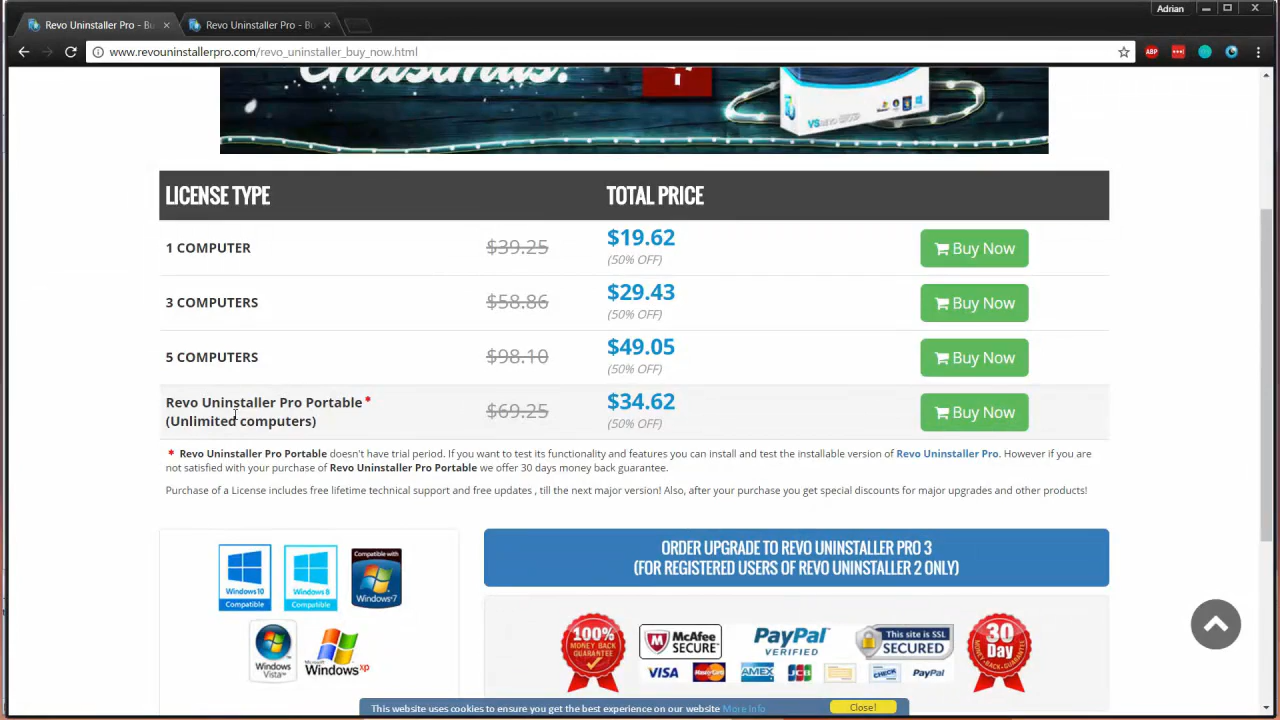 Adrian
Revo Uninstaller Pro - Bu
Revo Uninstaller Pro - Bu
www.revouninstallerpro.com/revo_uninstaller_buy_now.html
ABP
Christmas!
VS REVO GROUP
LICENSE TYPE TOTAL PRICE
1 COMPUTER $39.25 $19.62 Buy Now
(50% OFF)
3 COMPUTERS $58.86 $29.43 Buy Now
(50% OFF)
5 COMPUTERS $98.10 $49.05 Buy Now
(50% OFF)
Revo Uninstaller Pro Portable * $69.25 $34.62 Buy Now
(Unlimited computers) (50% OFF)
* Revo Uninstaller Pro Portable doesn't have trial period. If you want to test its functionality and features you can install and test the installable version of Revo Uninstaller Pro. However if you are
not satisfied with your purchase of Revo Uninstaller Pro Portable we offer 30 days money back guarantee.
Purchase of a License includes free lifetime technical support and free updates , till the next major version! Also, after your purchase you get special discounts for major upgrades and other products!
Windows 10
Compatible
Windows 8
Compatible
Compatible with
Windows 7
Windows
Vista
Microsoft
Windows xp
ORDER UPGRADE TO REVO UNINSTALLER PRO 3
(FOR REGISTERED USERS OF REVO UNINSTALLER 2 ONLY)
100%
MONEY BACK
GUARANTEE
McAfee
SECURE
PayPal
VERIFIED
This site is SSL
SECURED
30
Day
MONEY-BACK
GUARANTEE
VISA MasterCard AMEX JCB CHECK PayPal
This website uses cookies to ensure you get the best experience on our website More info Close!